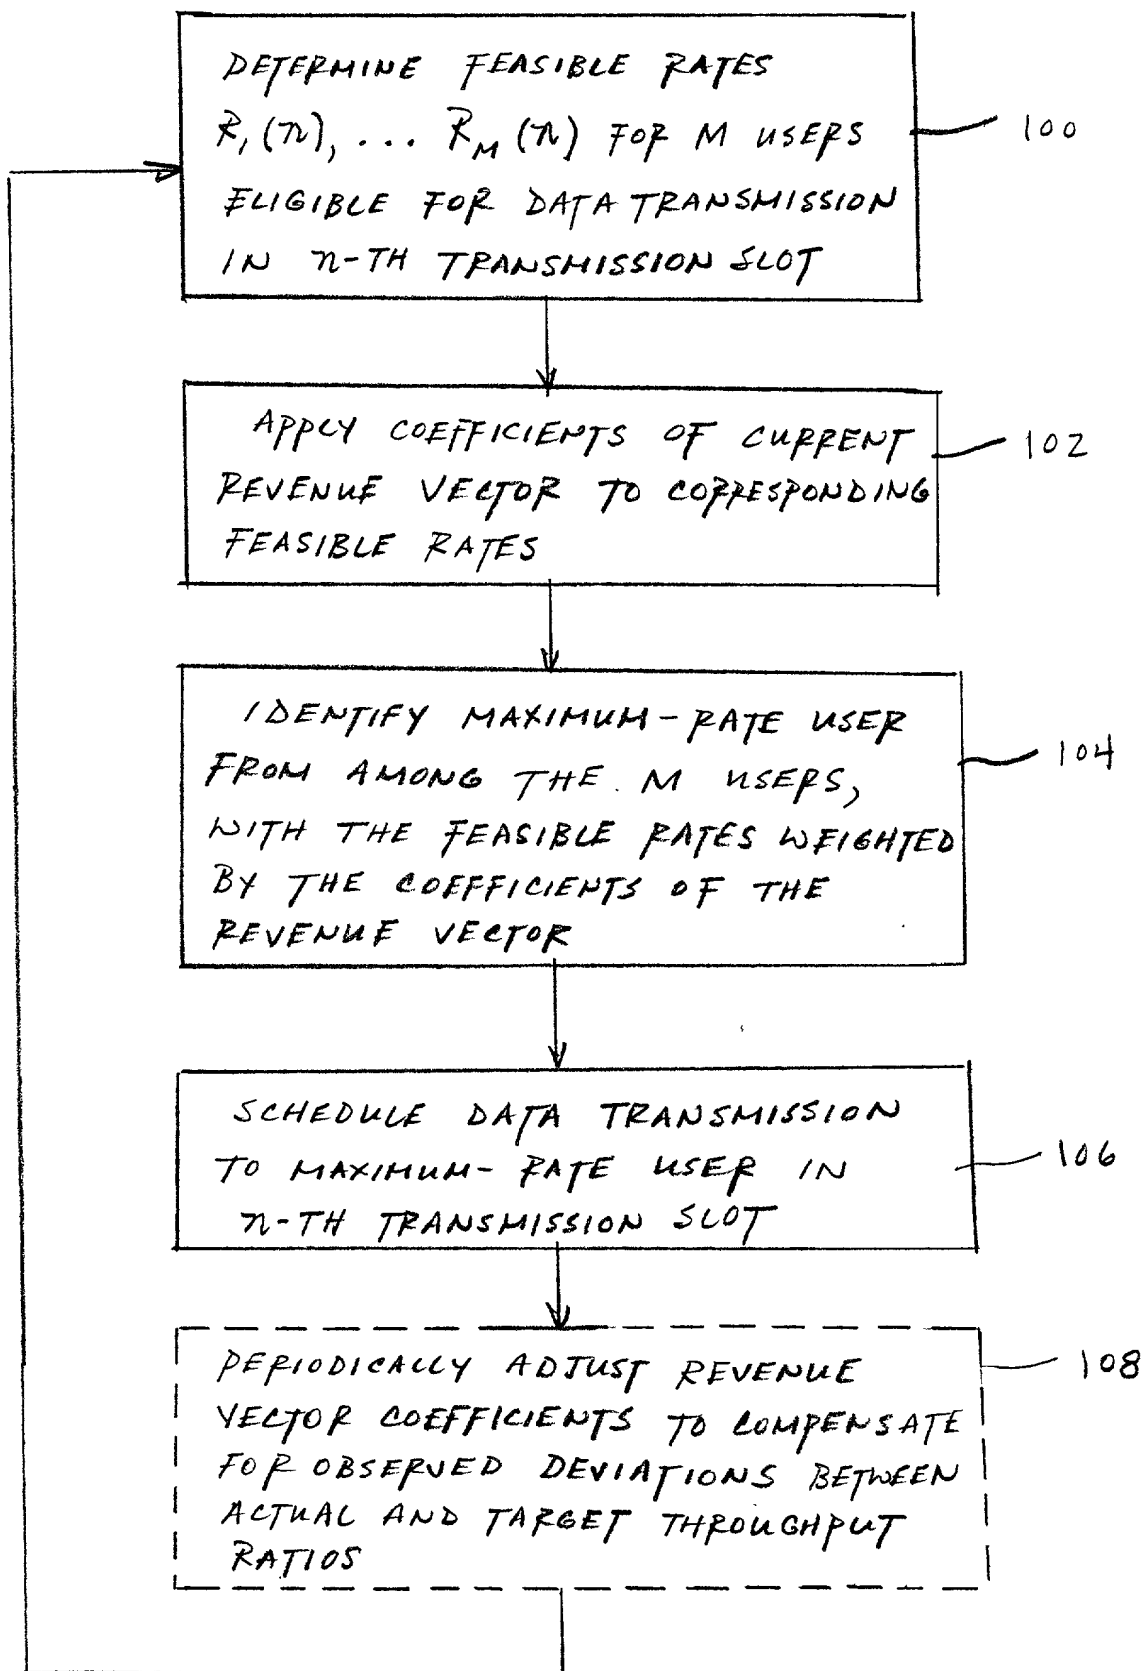 DETERMINE FEASIBLE RATES
R₁(n), ... R_M(n) FOR M USERS
ELIGIBLE FOR DATA TRANSMISSION
IN n-TH TRANSMISSION SLOT
100
APPLY COEFFICIENTS OF CURRENT
REVENUE VECTOR TO CORRESPONDING
FEASIBLE RATES
102
IDENTIFY MAXIMUM-RATE USER
FROM AMONG THE M USERS,
WITH THE FEASIBLE RATES WEIGHTED
BY THE COEFFICIENTS OF THE
REVENUE VECTOR
104
SCHEDULE DATA TRANSMISSION
TO MAXIMUM-RATE USER IN
n-TH TRANSMISSION SLOT
106
PERIODICALLY ADJUST REVENUE
VECTOR COEFFICIENTS TO COMPENSATE
FOR OBSERVED DEVIATIONS BETWEEN
ACTUAL AND TARGET THROUGHPUT
RATIOS
108